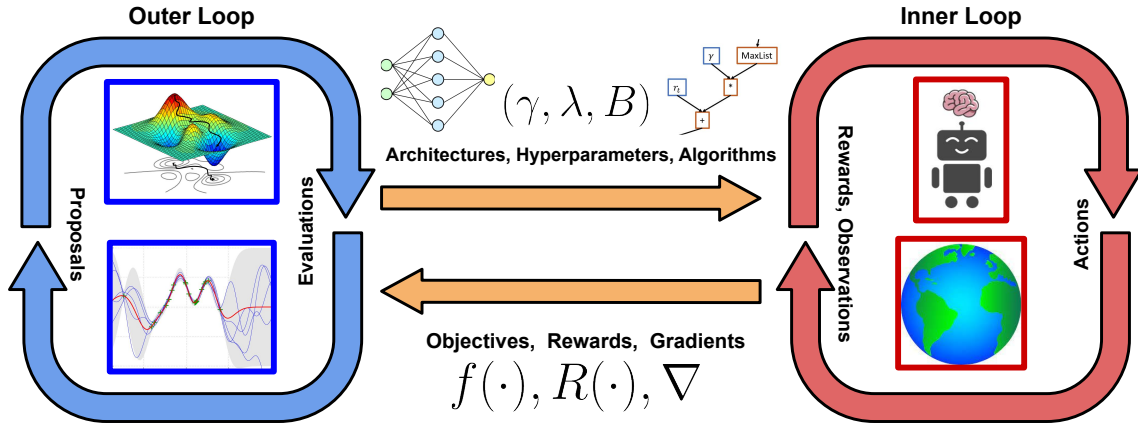 Outer Loop
Inner Loop
γ
MaxList
r_t
*
+
(γ, λ, B)
Architectures, Hyperparameters, Algorithms
Proposals
Evaluations
Rewards, Observations
Actions
Objectives, Rewards, Gradients
f(·), R(·), ∇